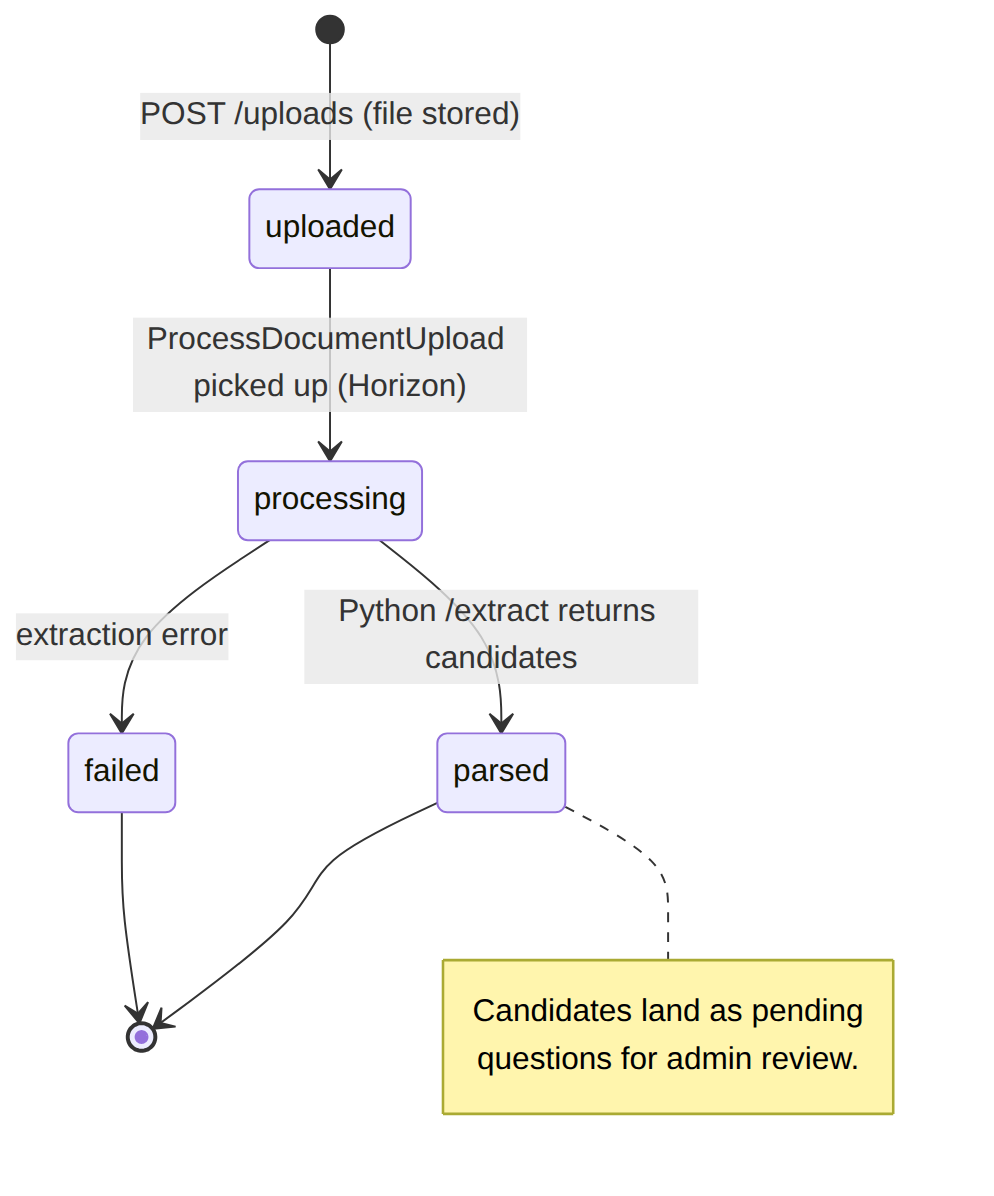 POST /uploads (file stored)
uploaded
ProcessDocumentUpload
picked up (Horizon)
processing
extraction error
Python /extract returns
candidates
failed
parsed
Candidates land as pending
questions for admin review.